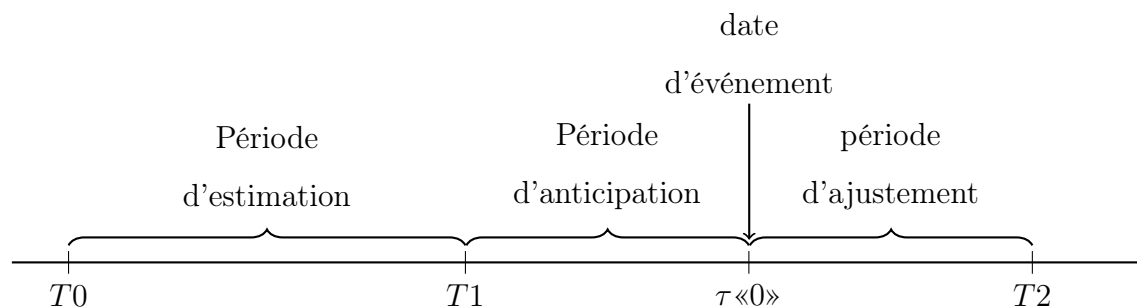 date
d'événement
Période
d'estimation
Période
d'anticipation
période
d'ajustement
T0
T1
τ «0»
T2